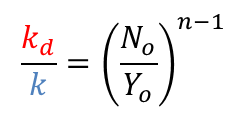 k_d/k = (N_o/Y_o)^{n-1}